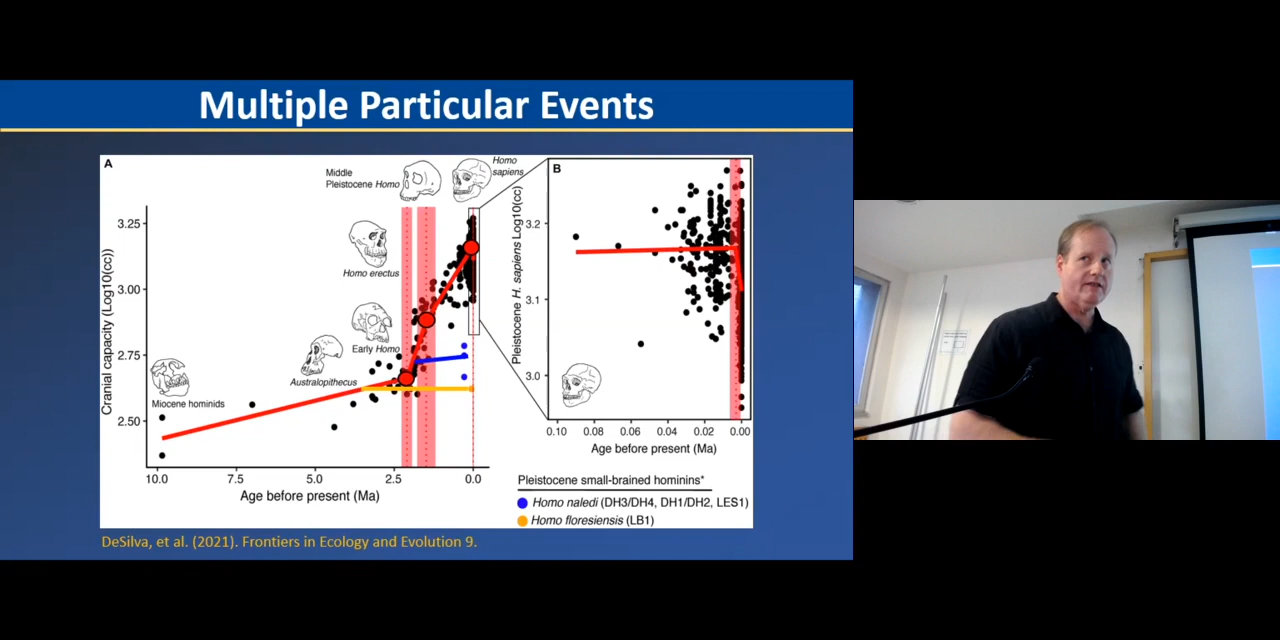 Multiple Particular Events
A
Middle
Pleistocene Homo
Homo
sapiens
Homo erectus
Early Homo
Australopithecus
Miocene hominids
Cranial capacity (Log10(cc))
3.25
3.00
2.75
2.50
10.0 7.5 5.0 2.5 0.0
Age before present (Ma)
B
Pleistocene H. sapiens Log10(cc)
3.2
3.1
3.0
0.10 0.08 0.06 0.04 0.02 0.00
Age before present (Ma)
Pleistocene small-brained hominins*
Homo naledi (DH3/DH4, DH1/DH2, LES1)
Homo floresiensis (LB1)
DeSilva, et al. (2021). Frontiers in Ecology and Evolution 9.